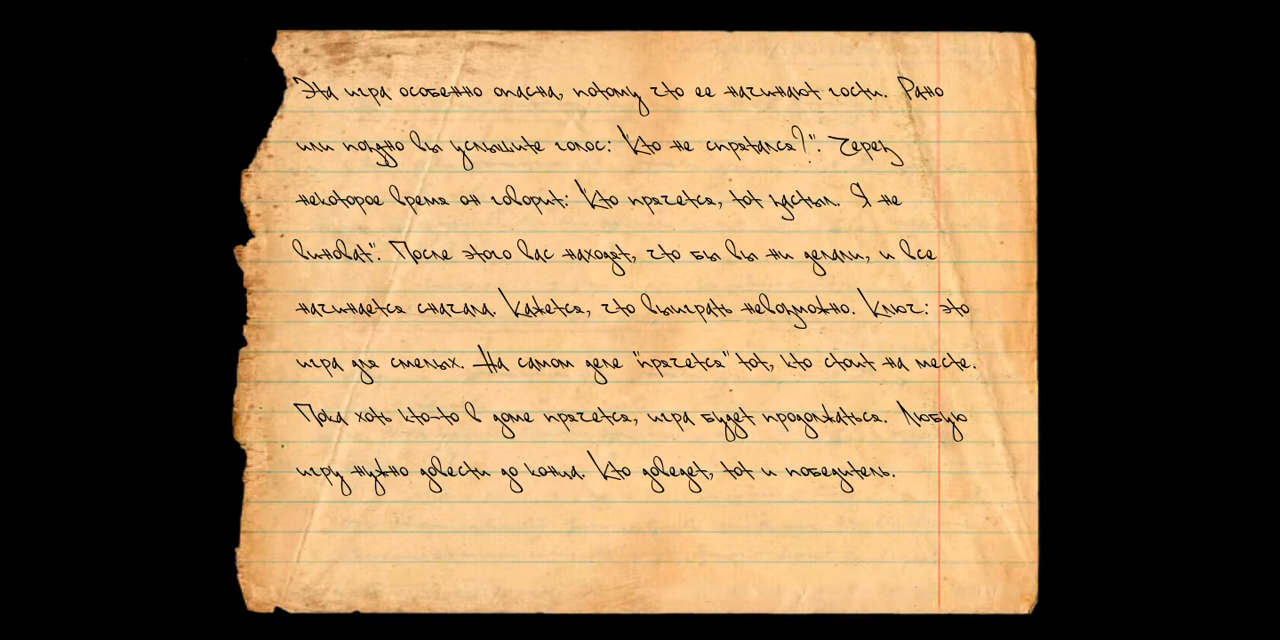 Эта игра особенно опасна, потому что ее начинают гости. Рано
или поздно вы услышите голос: "Кто не спрятался?". Через
некоторое время он говорит: "Кто прячется, тот застыл. Я не
виноват". После этого вас находят, что бы вы ни делали, и все
начинается сначала. Кажется, что выиграть невозможно. Ключ: это
игра для смелых. На самом деле "прячется" тот, кто стоит на месте.
Пока хоть кто-то в доме прячется, игра будет продолжаться. Любую
игру нужно довести до конца. Кто доведет, тот и победитель.